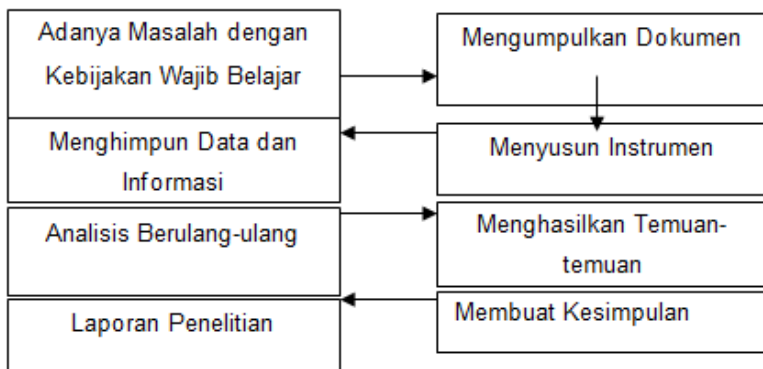 Adanya Masalah dengan
Kebijakan Wajib Belajar
Mengumpulkan Dokumen
Menghimpun Data dan
Informasi
Menyusun Instrumen
Analisis Berulang-ulang
Menghasilkan Temuan-
temuan
Laporan Penelitian
Membuat Kesimpulan